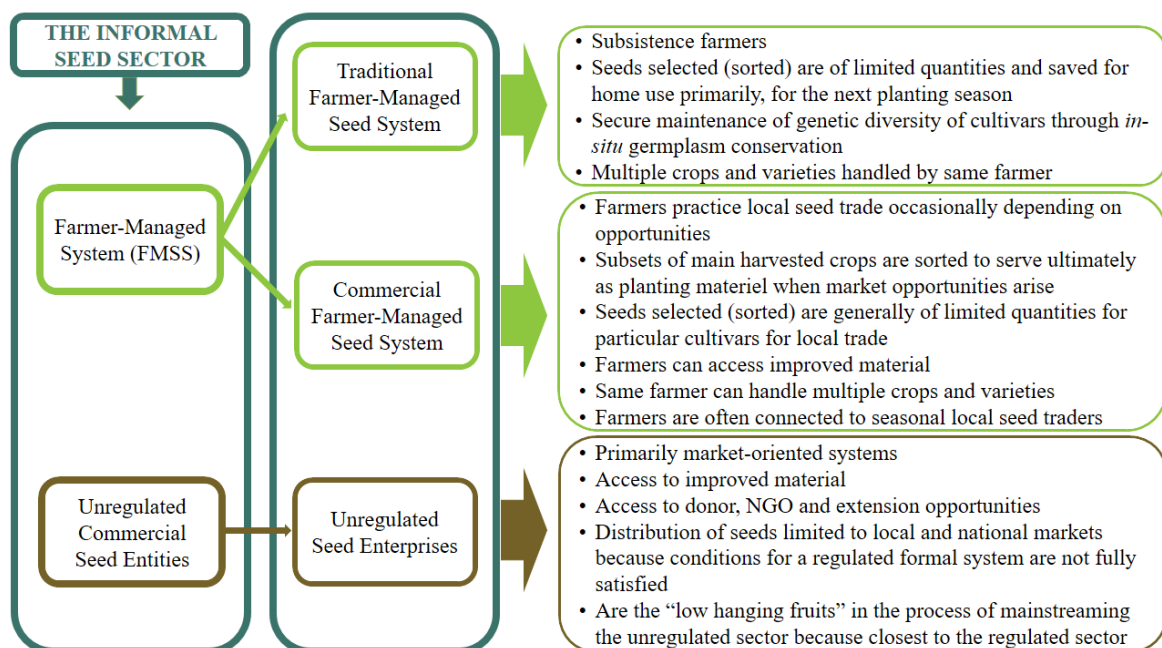 THE INFORMAL
SEED SECTOR
Farmer-Managed
System (FMSS)
Unregulated
Commercial
Seed Entities
Traditional
Farmer-Managed
Seed System
Commercial
Farmer-Managed
Seed System
Unregulated
Seed Enterprises
• Subsistence farmers
• Seeds selected (sorted) are of limited quantities and saved for
home use primarily, for the next planting season
• Secure maintenance of genetic diversity of cultivars through in-
situ germplasm conservation
• Multiple crops and varieties handled by same farmer
• Farmers practice local seed trade occasionally depending on
opportunities
• Subsets of main harvested crops are sorted to serve ultimately
as planting materiel when market opportunities arise
• Seeds selected (sorted) are generally of limited quantities for
particular cultivars for local trade
• Farmers can access improved material
• Same farmer can handle multiple crops and varieties
• Farmers are often connected to seasonal local seed traders
• Primarily market-oriented systems
• Access to improved material
• Access to donor, NGO and extension opportunities
• Distribution of seeds limited to local and national markets
because conditions for a regulated formal system are not fully
satisfied
• Are the “low hanging fruits” in the process of mainstreaming
the unregulated sector because closest to the regulated sector